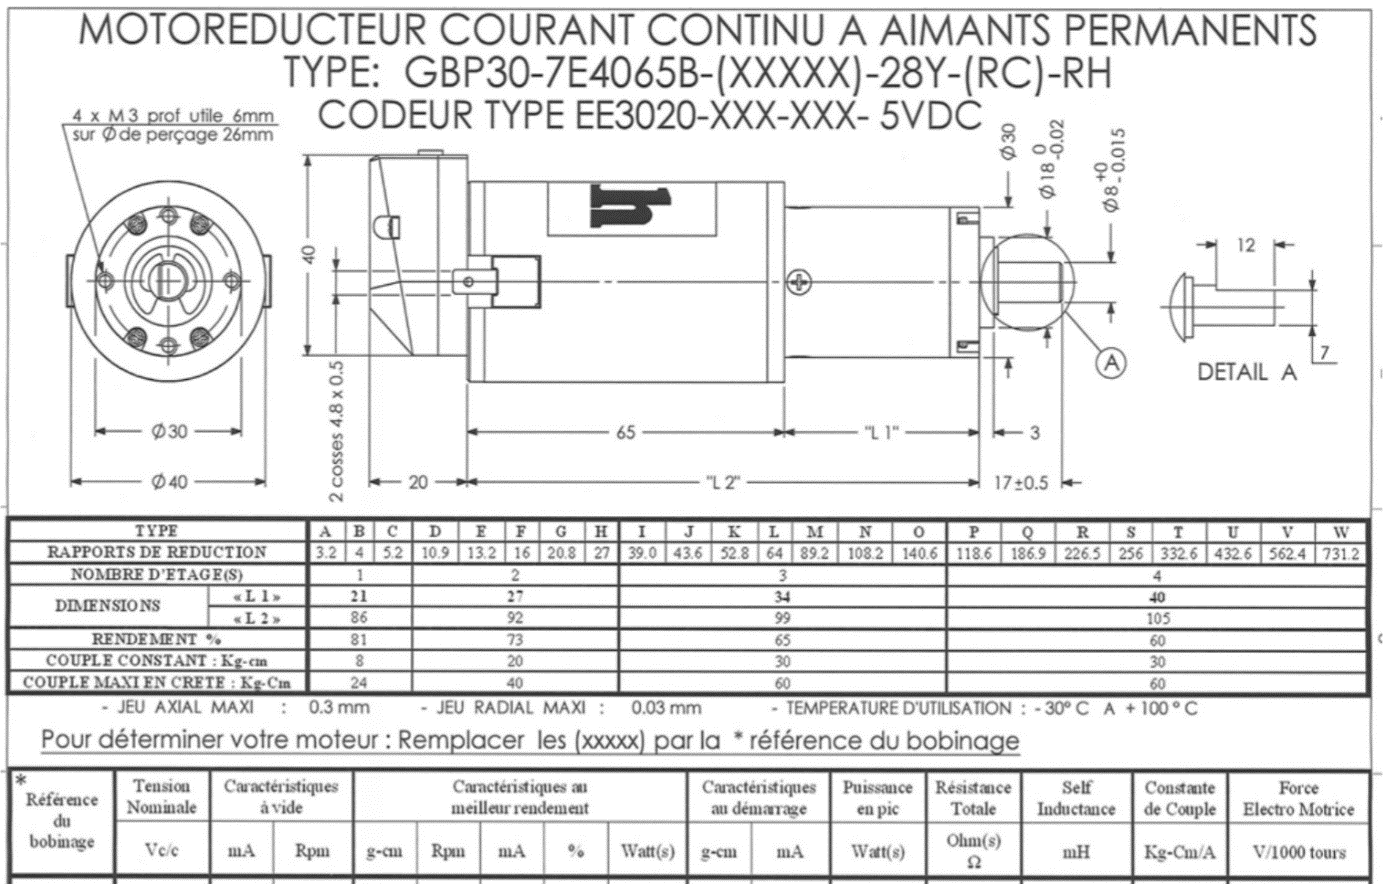 MOTOREDUCTEUR COURANT CONTINU A AIMANTS PERMANENTS
TYPE: GBP30-7E4065B-(XXXXX)-28Y-(RC)-RH
CODEUR TYPE EE3020-XXX-XXX- 5VDC
4 x M3 prof utile 6mm
sur Ø de perçage 26mm
40
2 cosses 4.8 x 0.5
Ø30
Ø18 0 -0.02
Ø8 +0 -0.015
A
12
7
DETAIL A
Ø30
Ø40
65
"L 1"
3
20
"L 2"
17±0.5
TYPE A B C D E F G H I J K L M N O P Q R S T U V W
RAPPORTS DE REDUCTION 3.2 4 5.2 10.9 13.2 16 20.8 27 39.0 43.6 52.8 64 89.2 108.2 140.6 118.6 186.9 226.5 256 332.6 432.6 562.4 731.2
NOMBRE D'ETAGE(S) 1 2 3 4
DIMENSIONS « L 1 » 21 27 34 40
« L 2 » 86 92 99 105
RENDEMENT % 81 73 65 60
COUPLE CONSTANT : Kg-cm 8 20 30 30
COUPLE MAXI EN CRETE : Kg-Cm 24 40 60 60
- JEU AXIAL MAXI : 0.3 mm - JEU RADIAL MAXI : 0.03 mm - TEMPERATURE D'UTILISATION : - 30° C A + 100 ° C
Pour déterminer votre moteur : Remplacer les (xxxxx) par la * référence du bobinage
* Référence du bobinage
Tension Nominale
Caractéristiques à vide
Caractéristiques au meilleur rendement
Caractéristiques au démarrage
Puissance en pic
Résistance Totale
Self Inductance
Constante de Couple
Force Electro Motrice
Vc/c mA Rpm g-cm Rpm mA % Watt(s) g-cm mA Watt(s) Ohm(s) Ω mH Kg-Cm/A V/1000 tours